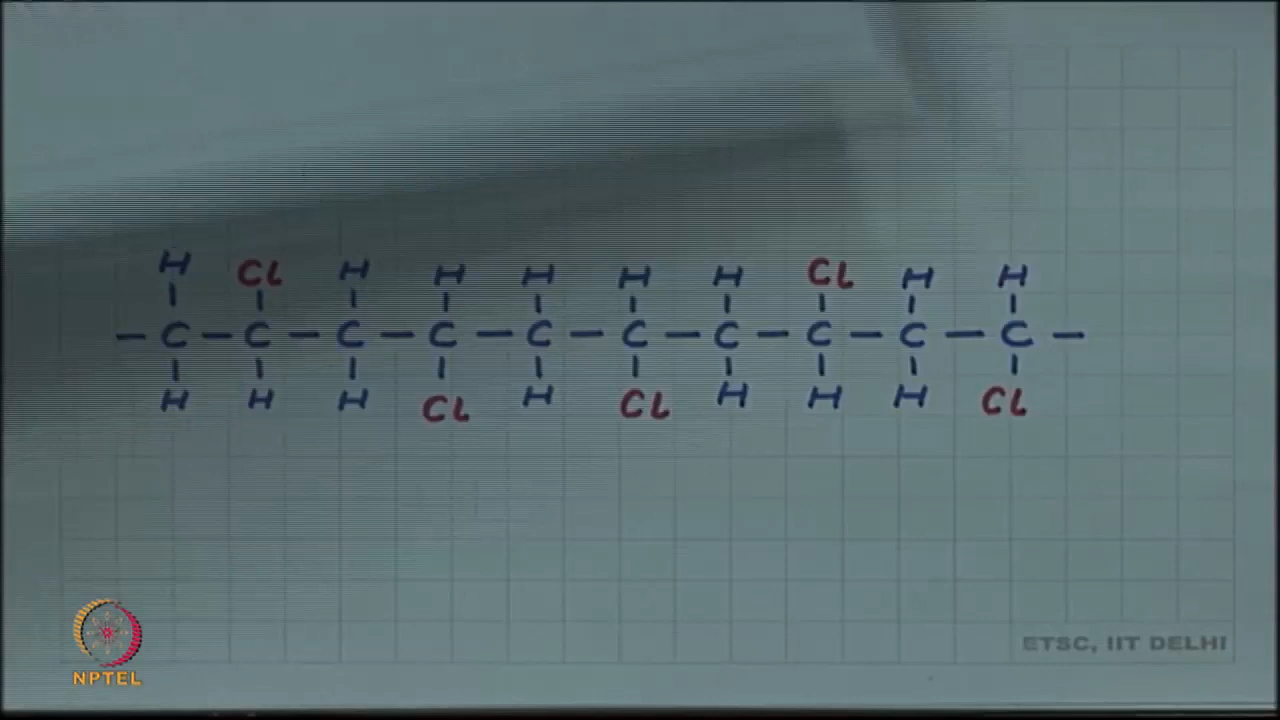 H Cl H H H H H Cl H H
— C — C — C — C — C — C — C — C — C — C —
H H H Cl H Cl H H H Cl
ETSC, IIT DELHI
NPTEL